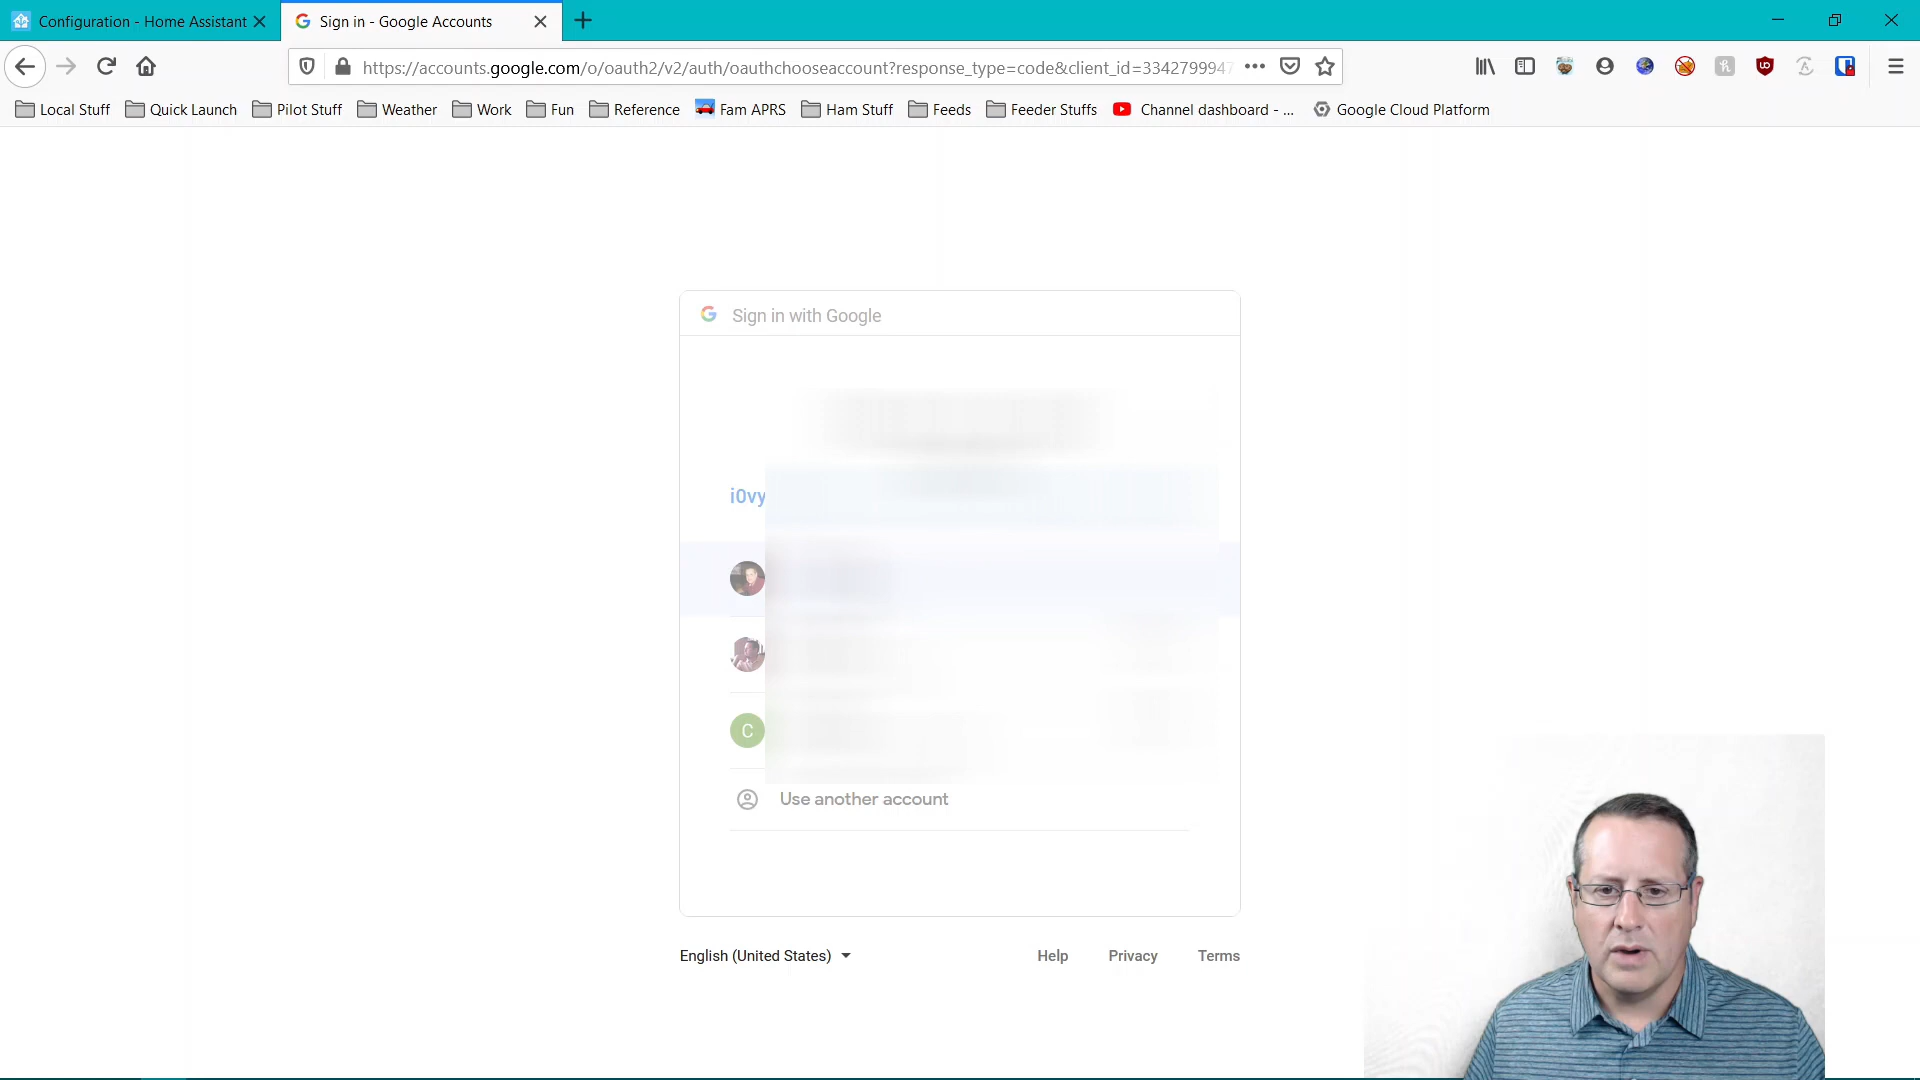 Configuration - Home Assistant
Sign in - Google Accounts
https://accounts.google.com/o/oauth2/v2/auth/oauthchooseaccount?response_type=code&client_id=3342799947
Local Stuff
Quick Launch
Pilot Stuff
Weather
Work
Fun
Reference
Fam APRS
Ham Stuff
Feeds
Feeder Stuffs
Channel dashboard - ...
Google Cloud Platform
Sign in with Google
i0vy
C
Use another account
English (United States)
Help
Privacy
Terms